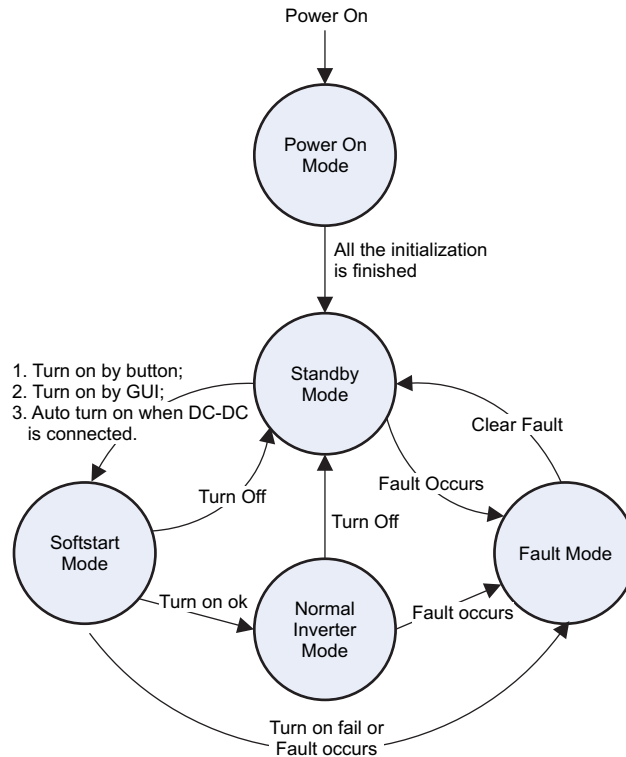 Power On
Power On
Mode
All the initialization
is finished
1. Turn on by button;
2. Turn on by GUI;
3. Auto turn on when DC-DC
is connected.
Standby
Mode
Clear Fault
Turn Off
Fault Occurs
Turn Off
Softstart
Mode
Fault Mode
Turn on ok
Normal
Inverter
Mode
Fault occurs
Turn on fail or
Fault occurs